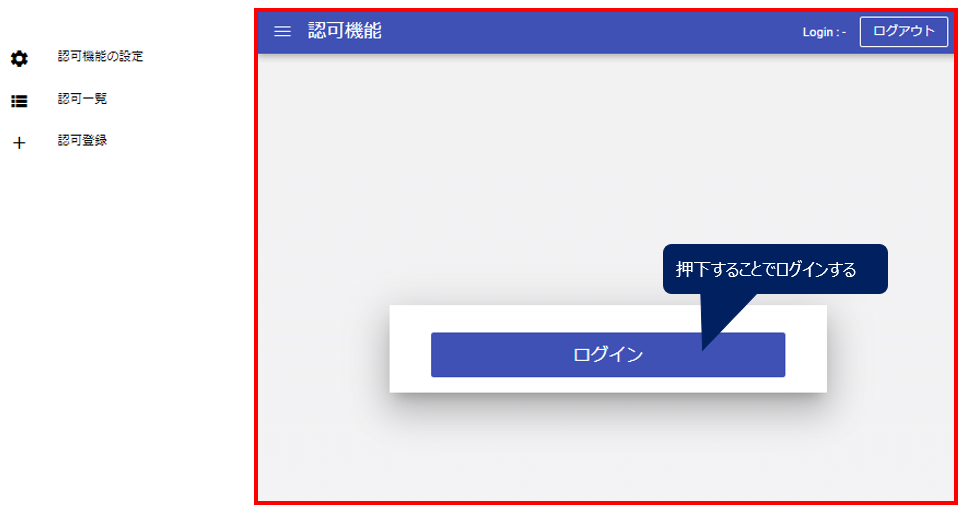 認可機能の設定
認可一覧
認可登録
認可機能
Login : -
ログアウト
押下することでログインする
ログイン